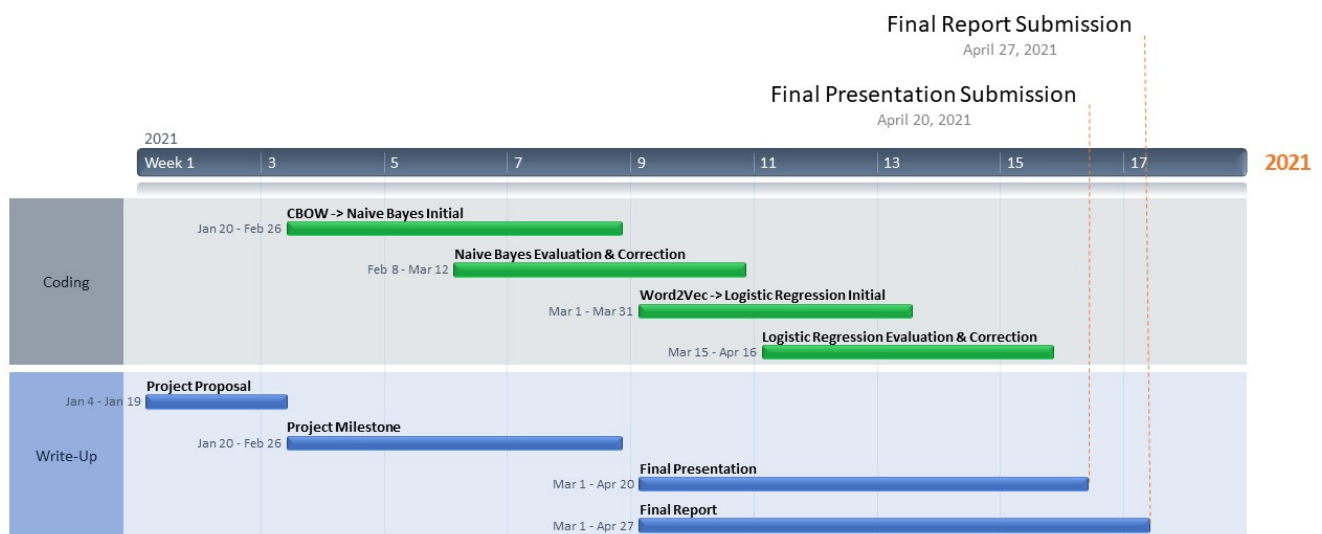 Final Report Submission
April 27, 2021
Final Presentation Submission
April 20, 2021
2021
Week 1 3 5 7 9 11 13 15 17
2021
Coding
CBOW -> Naive Bayes Initial
Jan 20 - Feb 26
Naive Bayes Evaluation & Correction
Feb 8 - Mar 12
Word2Vec -> Logistic Regression Initial
Mar 1 - Mar 31
Logistic Regression Evaluation & Correction
Mar 15 - Apr 16
Write-Up
Project Proposal
Jan 4 - Jan 19
Project Milestone
Jan 20 - Feb 26
Final Presentation
Mar 1 - Apr 20
Final Report
Mar 1 - Apr 27